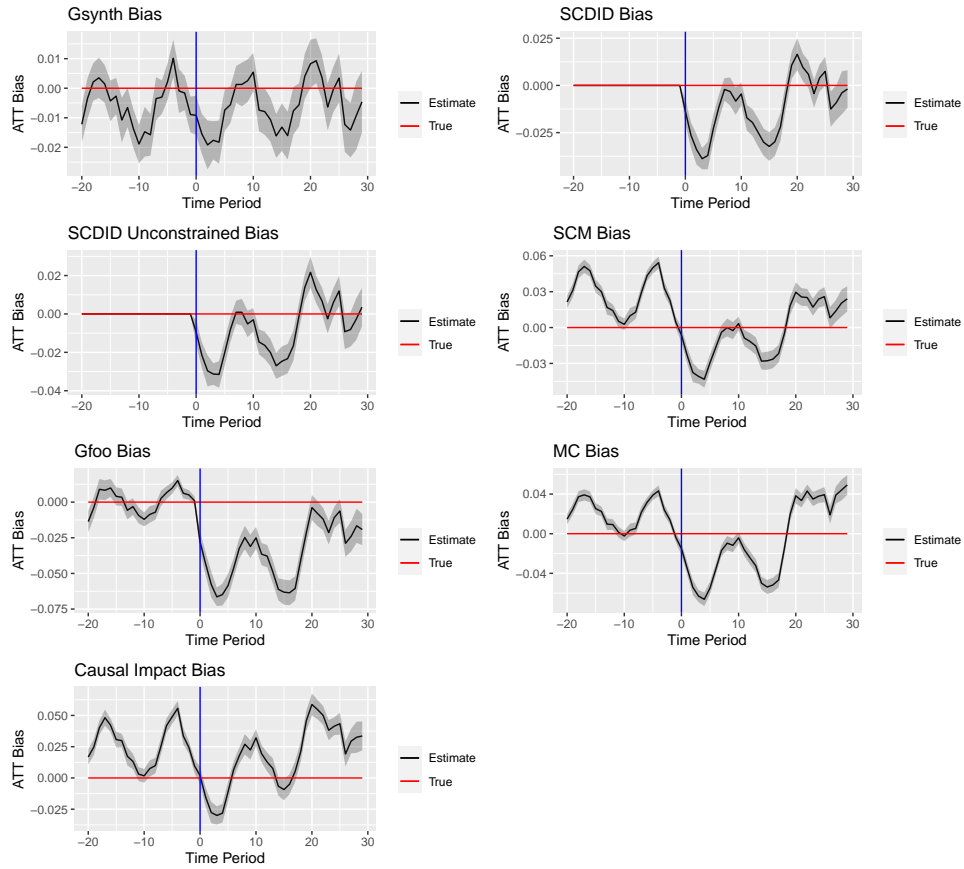 Gsynth Bias
ATT Bias
0.01
0.00
−0.01
−0.02
−20
−10
0
10
20
30
Time Period
Estimate
True
SCDID Bias
ATT Bias
0.025
0.000
−0.025
−20
−10
0
10
20
30
Time Period
Estimate
True
SCDID Unconstrained Bias
ATT Bias
0.02
0.00
−0.02
−0.04
−20
−10
0
10
20
30
Time Period
Estimate
True
SCM Bias
ATT Bias
0.06
0.03
0.00
−0.03
−20
−10
0
10
20
30
Time Period
Estimate
True
Gfoo Bias
ATT Bias
0.000
−0.025
−0.050
−0.075
−20
−10
0
10
20
30
Time Period
Estimate
True
MC Bias
ATT Bias
0.04
0.00
−0.04
−20
−10
0
10
20
30
Time Period
Estimate
True
Causal Impact Bias
ATT Bias
0.050
0.025
0.000
−0.025
−20
−10
0
10
20
30
Time Period
Estimate
True